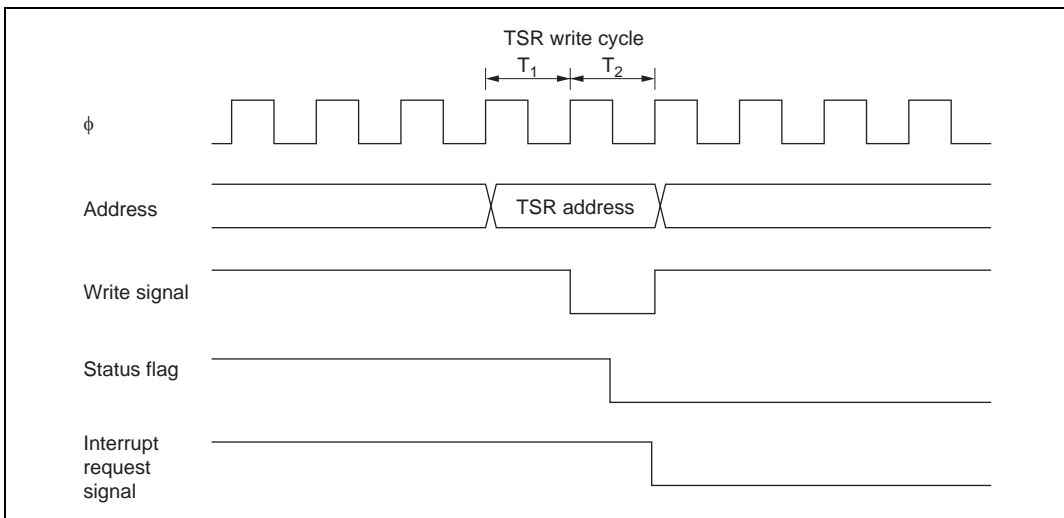 TSR write cycle
T1 T2
ϕ
Address
TSR address
Write signal
Status flag
Interrupt
request
signal